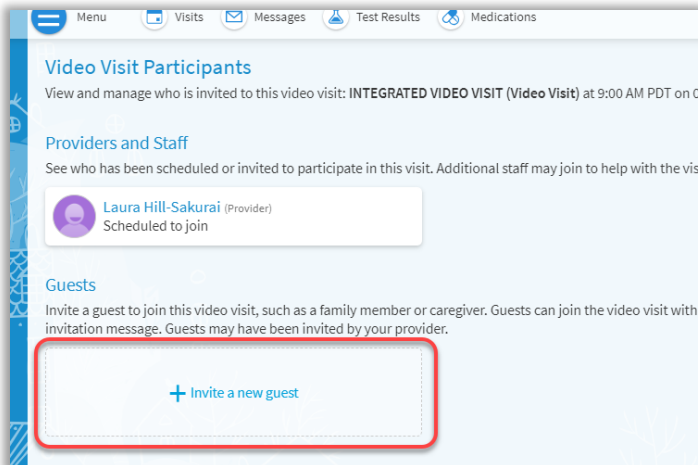 Menu Visits Messages Test Results Medications
Video Visit Participants
View and manage who is invited to this video visit: INTEGRATED VIDEO VISIT (Video Visit) at 9:00 AM PDT on
Providers and Staff
See who has been scheduled or invited to participate in this visit. Additional staff may join to help with the
Laura Hill-Sakurai (Provider)
Scheduled to join
Guests
Invite a guest to join this video visit, such as a family member or caregiver. Guests can join the video visit with
invitation message. Guests may have been invited by your provider.
+ Invite a new guest